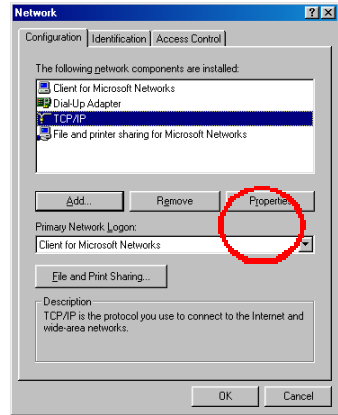 Network
Configuration Identification Access Control
The following network components are installed:
Client for Microsoft Networks
Dial-Up Adapter
TCP/IP
File and printer sharing for Microsoft Networks
Add... Remove Properties
Primary Network Logon:
Client for Microsoft Networks
File and Print Sharing...
Description
TCP/IP is the protocol you use to connect to the Internet and
wide-area networks.
OK Cancel